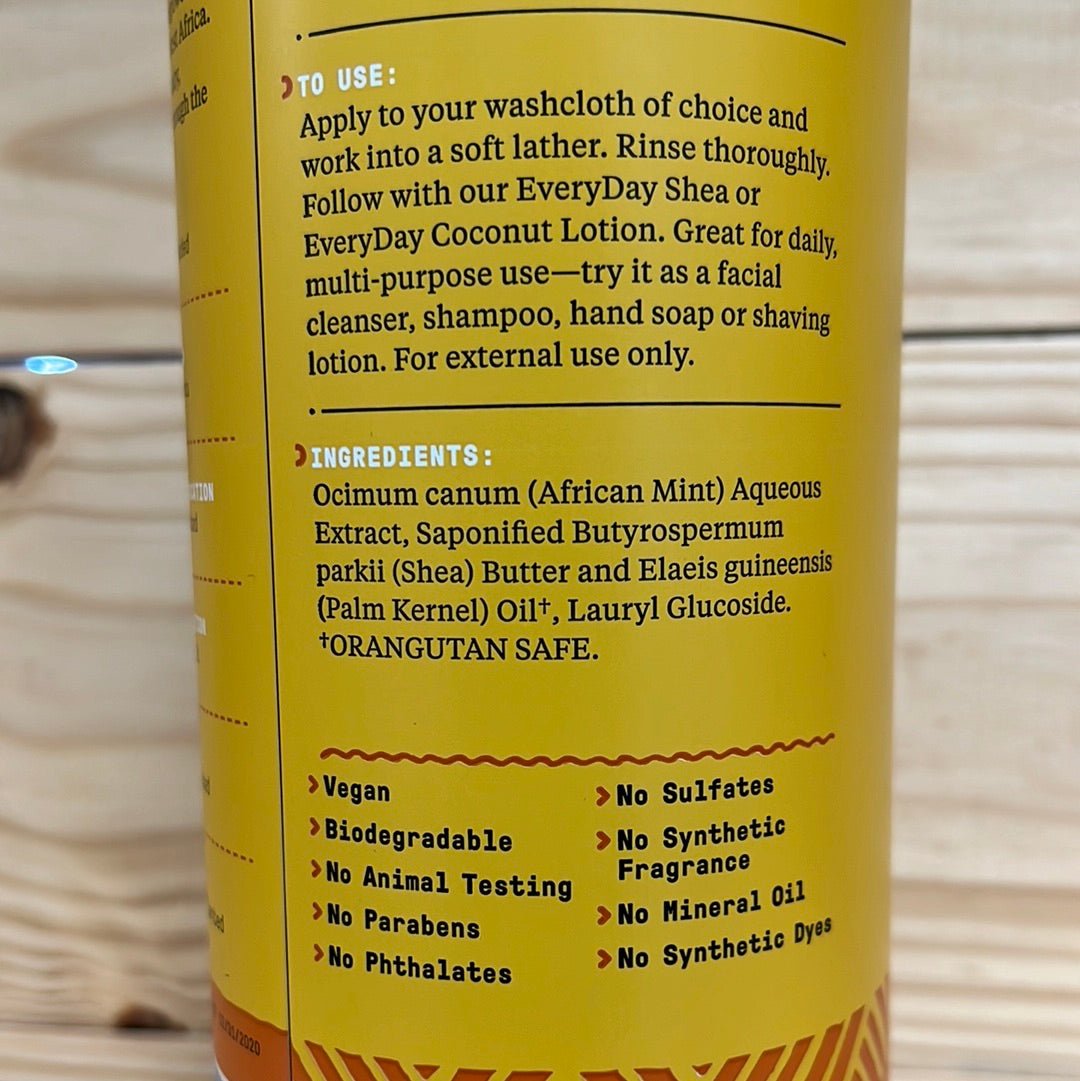 Africa.
the
TO USE:
Apply to your washcloth of choice and
work into a soft lather. Rinse thoroughly.
Follow with our EveryDay Shea or
EveryDay Coconut Lotion. Great for daily,
multi-purpose use—try it as a facial
cleanser, shampoo, hand soap or shaving
lotion. For external use only.
INGREDIENTS:
Ocimum canum (African Mint) Aqueous
Extract, Saponified Butyrospermum
parkii (Shea) Butter and Elaeis guineensis
(Palm Kernel) Oil†, Lauryl Glucoside.
†ORANGUTAN SAFE.
Vegan
Biodegradable
No Animal Testing
No Parabens
No Phthalates
No Sulfates
No Synthetic
Fragrance
No Mineral Oil
No Synthetic Dyes